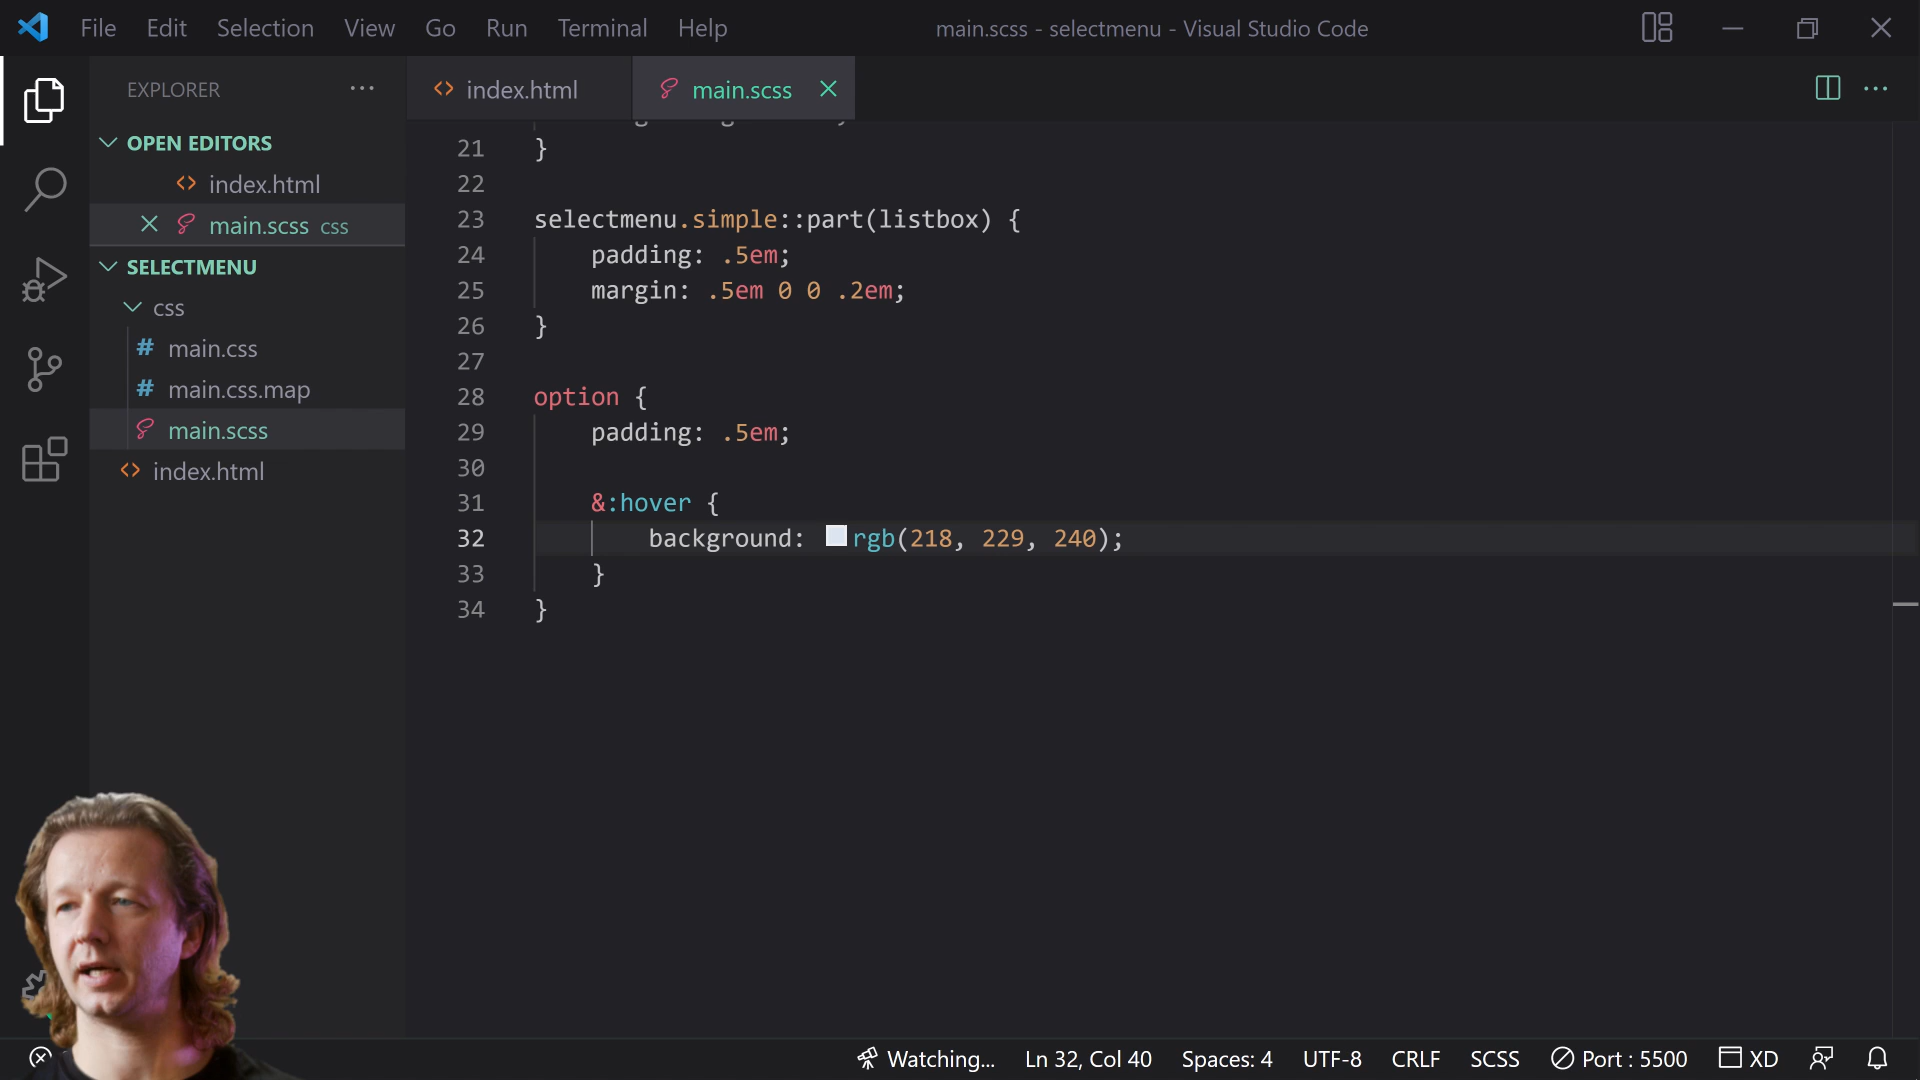 File Edit Selection View Go Run Terminal Help
main.scss - selectmenu - Visual Studio Code
EXPLORER ···
index.html
main.scss
OPEN EDITORS
index.html
main.scss css
SELECTMENU
css
# main.css
# main.css.map
main.scss
index.html
21 }
22
23 selectmenu.simple::part(listbox) {
24 padding: .5em;
25 margin: .5em 0 0 .2em;
26 }
27
28 option {
29 padding: .5em;
30
31 &:hover {
32 background: rgb(218, 229, 240);
33 }
34 }
Watching... Ln 32, Col 40 Spaces: 4 UTF-8 CRLF SCSS Port : 5500 XD